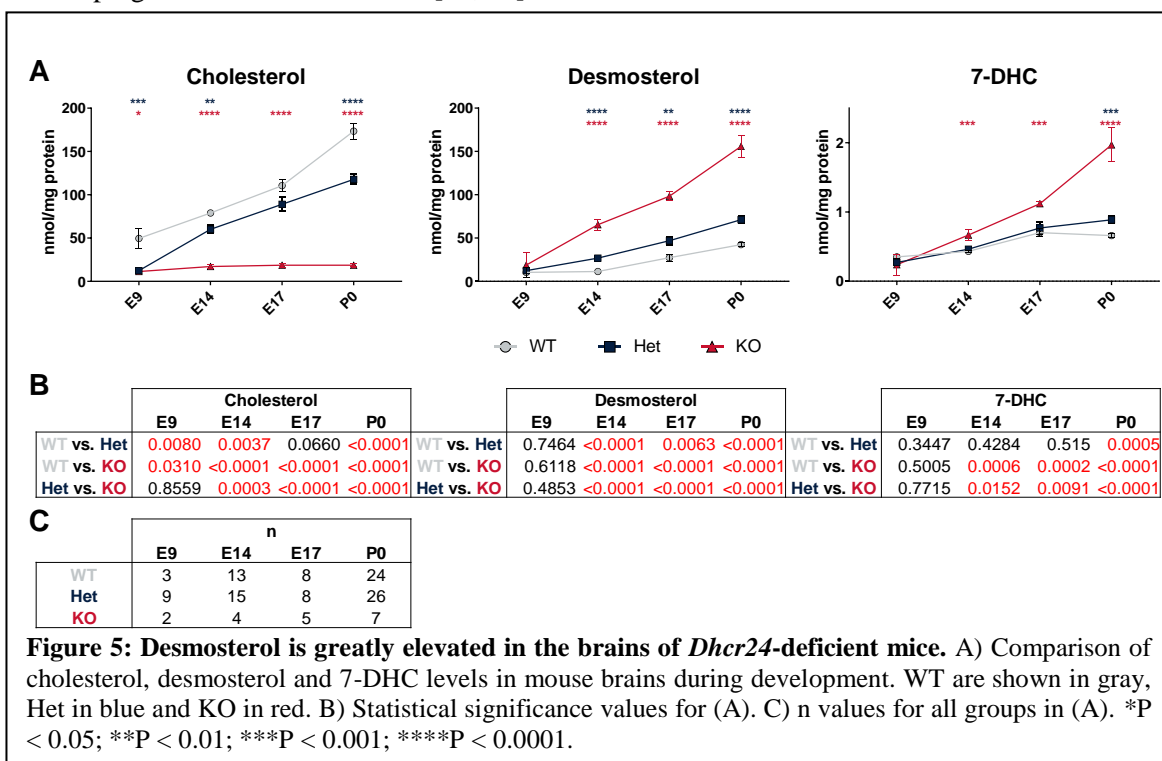 A
Cholesterol
Desmosterol
7-DHC
*** ** ****
* **** **** ****
**** ** ****
**** **** ****
***
*** *** ****
nmol/mg protein
200
150
100
50
0
E9 E14 E17 P0
nmol/mg protein
200
150
100
50
0
E9 E14 E17 P0
nmol/mg protein
2
1
0
E9 E14 E17 P0
WT Het KO
B
Cholesterol
E9 E14 E17 P0
WT vs. Het 0.0080 0.0037 0.0660 <0.0001
WT vs. KO 0.0310 <0.0001 <0.0001 <0.0001
Het vs. KO 0.8559 0.0003 <0.0001 <0.0001
Desmosterol
E9 E14 E17 P0
WT vs. Het 0.7464 <0.0001 0.0063 <0.0001
WT vs. KO 0.6118 <0.0001 <0.0001 <0.0001
Het vs. KO 0.4853 <0.0001 <0.0001 <0.0001
7-DHC
E9 E14 E17 P0
WT vs. Het 0.3447 0.4284 0.515 0.0005
WT vs. KO 0.5005 0.0006 0.0002 <0.0001
Het vs. KO 0.7715 0.0152 0.0091 <0.0001
C
n
E9 E14 E17 P0
WT 3 13 8 24
Het 9 15 8 26
KO 2 4 5 7
Figure 5: Desmosterol is greatly elevated in the brains of Dhcr24-deficient mice. A) Comparison of
cholesterol, desmosterol and 7-DHC levels in mouse brains during development. WT are shown in gray,
Het in blue and KO in red. B) Statistical significance values for (A). C) n values for all groups in (A). *P
< 0.05; **P < 0.01; ***P < 0.001; ****P < 0.0001.